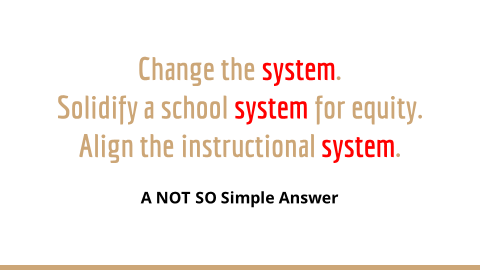 Change the system.
Solidify a school system for equity.
Align the instructional system.
A NOT SO Simple Answer